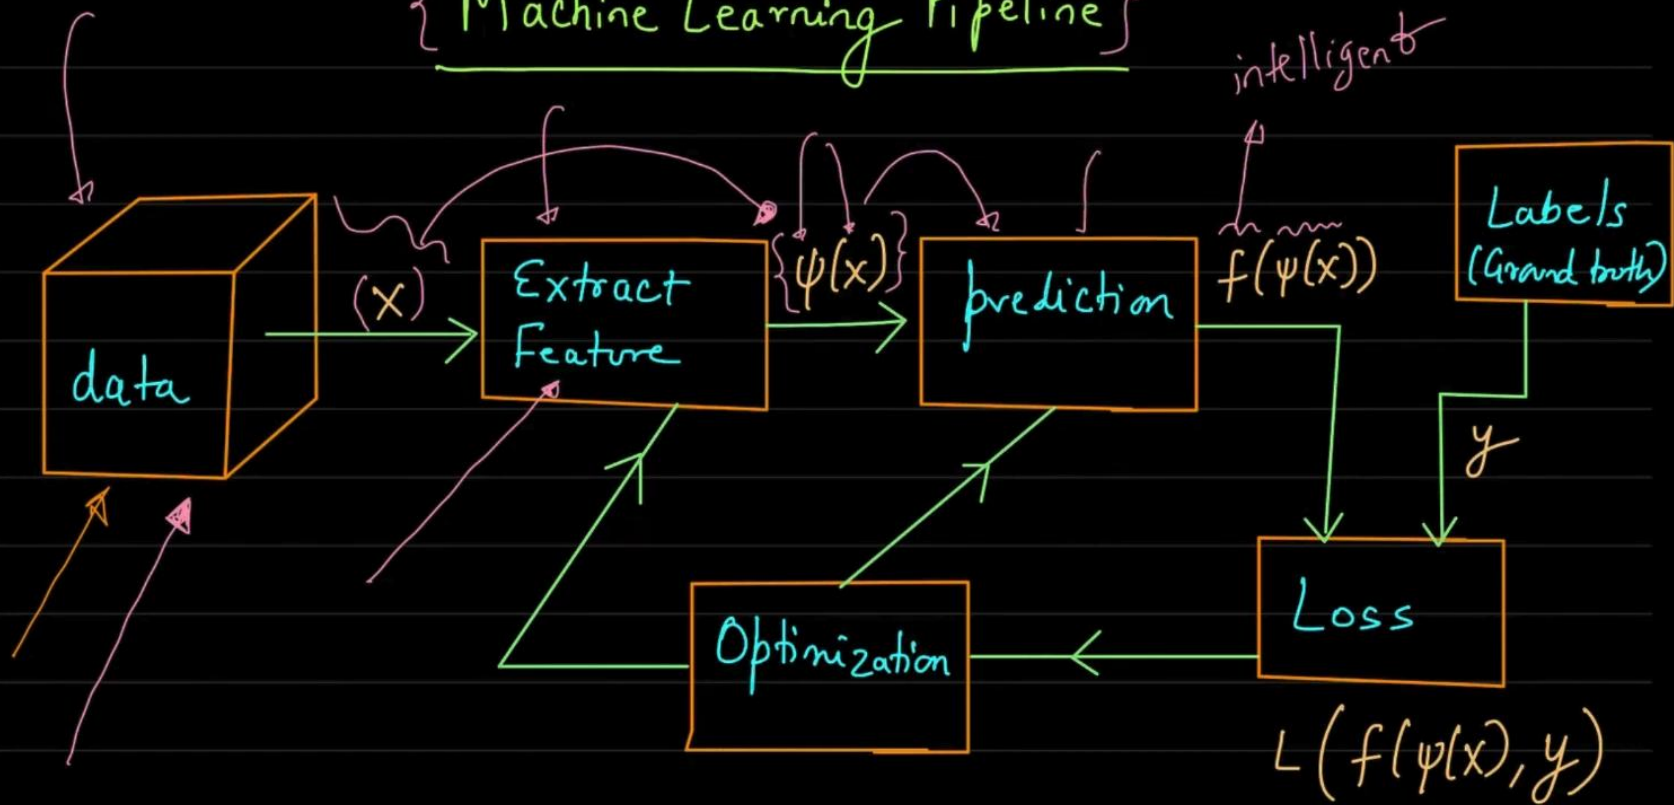 { Machine Learning Pipeline }
intelligent
Labels
(Grand truth)
data
(x)
Extract
Feature
{ψ(x)}
prediction
f(ψ(x))
y
Optimization
Loss
L(f(ψ(x), y)